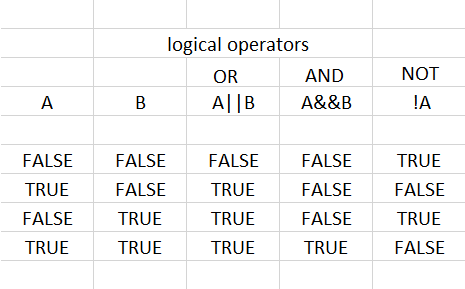 logical operators
OR AND NOT
A B A||B A&&B !A
FALSE FALSE FALSE FALSE TRUE
TRUE FALSE TRUE FALSE FALSE
FALSE TRUE TRUE FALSE TRUE
TRUE TRUE TRUE TRUE FALSE